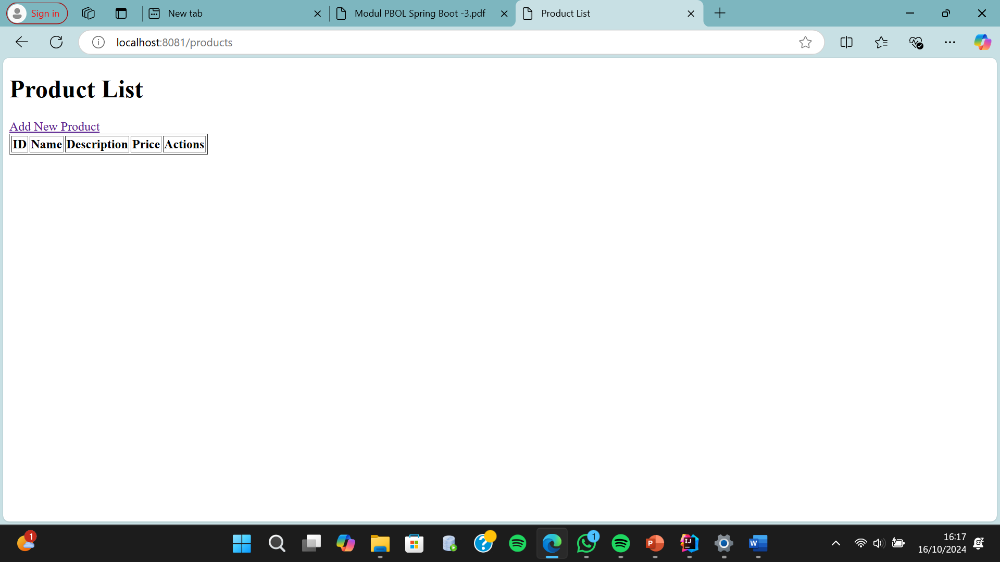 Sign in
New tab
Modul PBOL Spring Boot -3.pdf
Product List
localhost:8081/products
Product List
Add New Product
ID Name Description Price Actions
1
1
16:17
16/10/2024